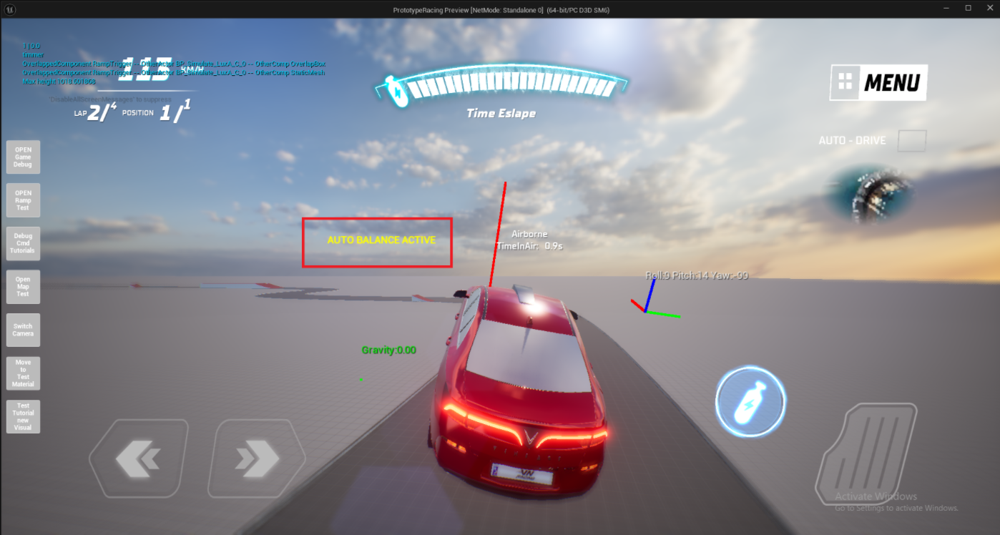 PrototypeRacing Preview [NetMode: Standalone 0] (64-bit/PC D3D SM6)
1 | 0.0
timmer
OverlappedComponent RampTrigger -- OtherActor BP_Simulate_LuxA_C_0 -- OtherComp OverlapBox
OverlappedComponent RampTrigger -- OtherActor BP_Simulate_LuxA_C_0 -- OtherComp StaticMesh
Max height 1018.501868
KM/H
'DisableAllScreenMessages' to suppress
LAP 2/4 POSITION 1/1
Time Eslape
MENU
AUTO - DRIVE
OPEN
Game
Debug
OPEN
Ramp
Test
Debug
Cmd
Tutorials
Open
Map
Test
Switch
Camera
Move
to
Test
Material
Test
Tutorial
new
Visual
AUTO BALANCE ACTIVE
Airborne
TimeInAir: 0.9s
Roll:9 Pitch:14 Yaw:-99
Gravity:0.00
VINFAST
VN
RACING
Activate Windows
Go to Settings to activate Windows.